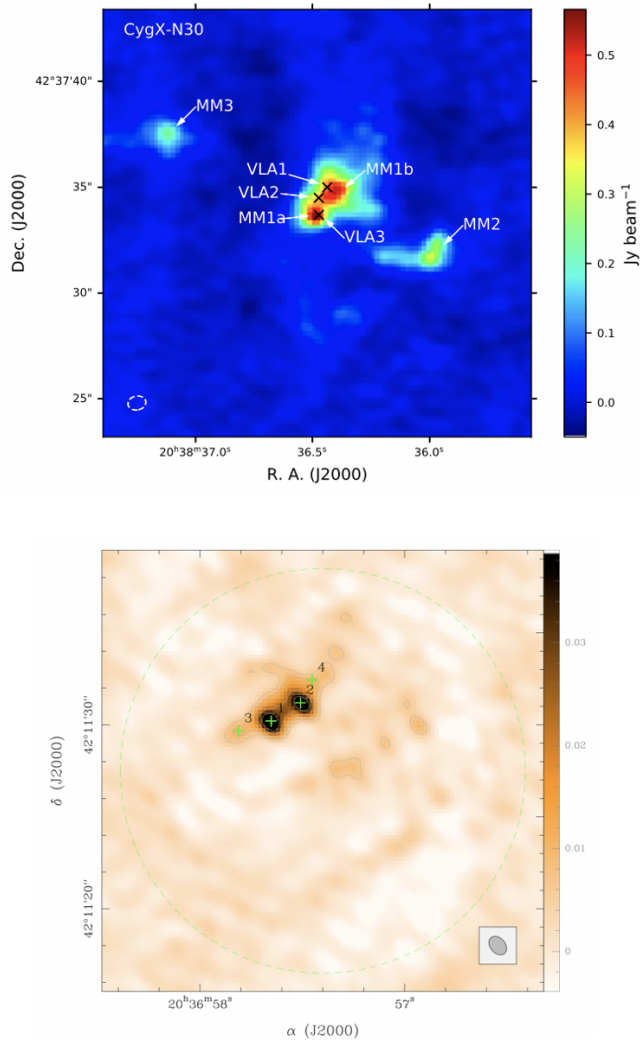 CygX-N30
MM3
VLA1
MM1b
VLA2
MM1a
VLA3
MM2
42°37'40"
35"
30"
25"
Dec. (J2000)
20ʰ38ᵐ37.0ˢ
36.5ˢ
36.0ˢ
R. A. (J2000)
0.5
0.4
0.3
0.2
0.1
0.0
Jy beam⁻¹
4
2
1
3
42°11'30"
42°11'20"
δ (J2000)
20ʰ36ᵐ58ˢ
57ˢ
α (J2000)
0.03
0.02
0.01
0